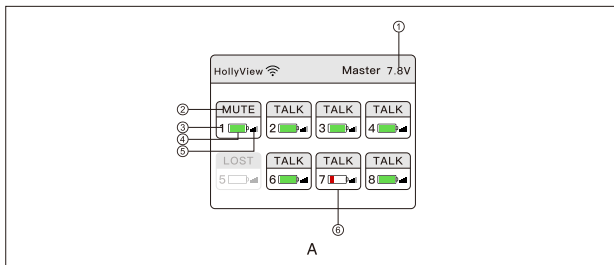 ①
HollyView Master 7.8V
② MUTE TALK TALK TALK
③ 1 2 3 4
④
⑤
LOST TALK TALK TALK
5 6 7 8
⑥
A